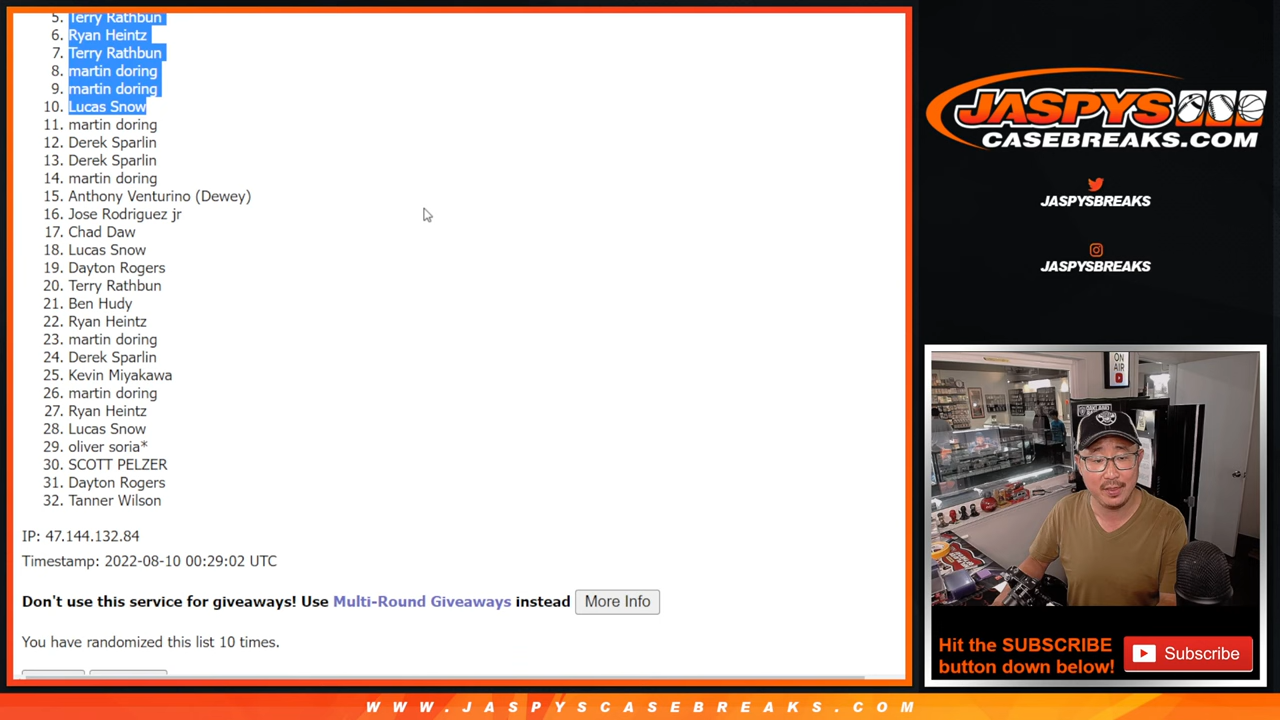 5. Terry Rathbun
6. Ryan Heintz
7. Terry Rathbun
8. martin doring
9. martin doring
10. Lucas Snow
11. martin doring
12. Derek Sparlin
13. Derek Sparlin
14. martin doring
15. Anthony Venturino (Dewey)
16. Jose Rodriguez jr
17. Chad Daw
18. Lucas Snow
19. Dayton Rogers
20. Terry Rathbun
21. Ben Hudy
22. Ryan Heintz
23. martin doring
24. Derek Sparlin
25. Kevin Miyakawa
26. martin doring
27. Ryan Heintz
28. Lucas Snow
29. oliver soria*
30. SCOTT PELZER
31. Dayton Rogers
32. Tanner Wilson
IP: 47.144.132.84
Timestamp: 2022-08-10 00:29:02 UTC
Don't use this service for giveaways! Use Multi-Round Giveaways instead More Info
You have randomized this list 10 times.
JASPYS
CASEBREAKS.COM
JASPYSBREAKS
JASPYSBREAKS
ON
AIR
Hit the SUBSCRIBE
button down below!
Subscribe
WWW.JASPYSCASEBREAKS.COM